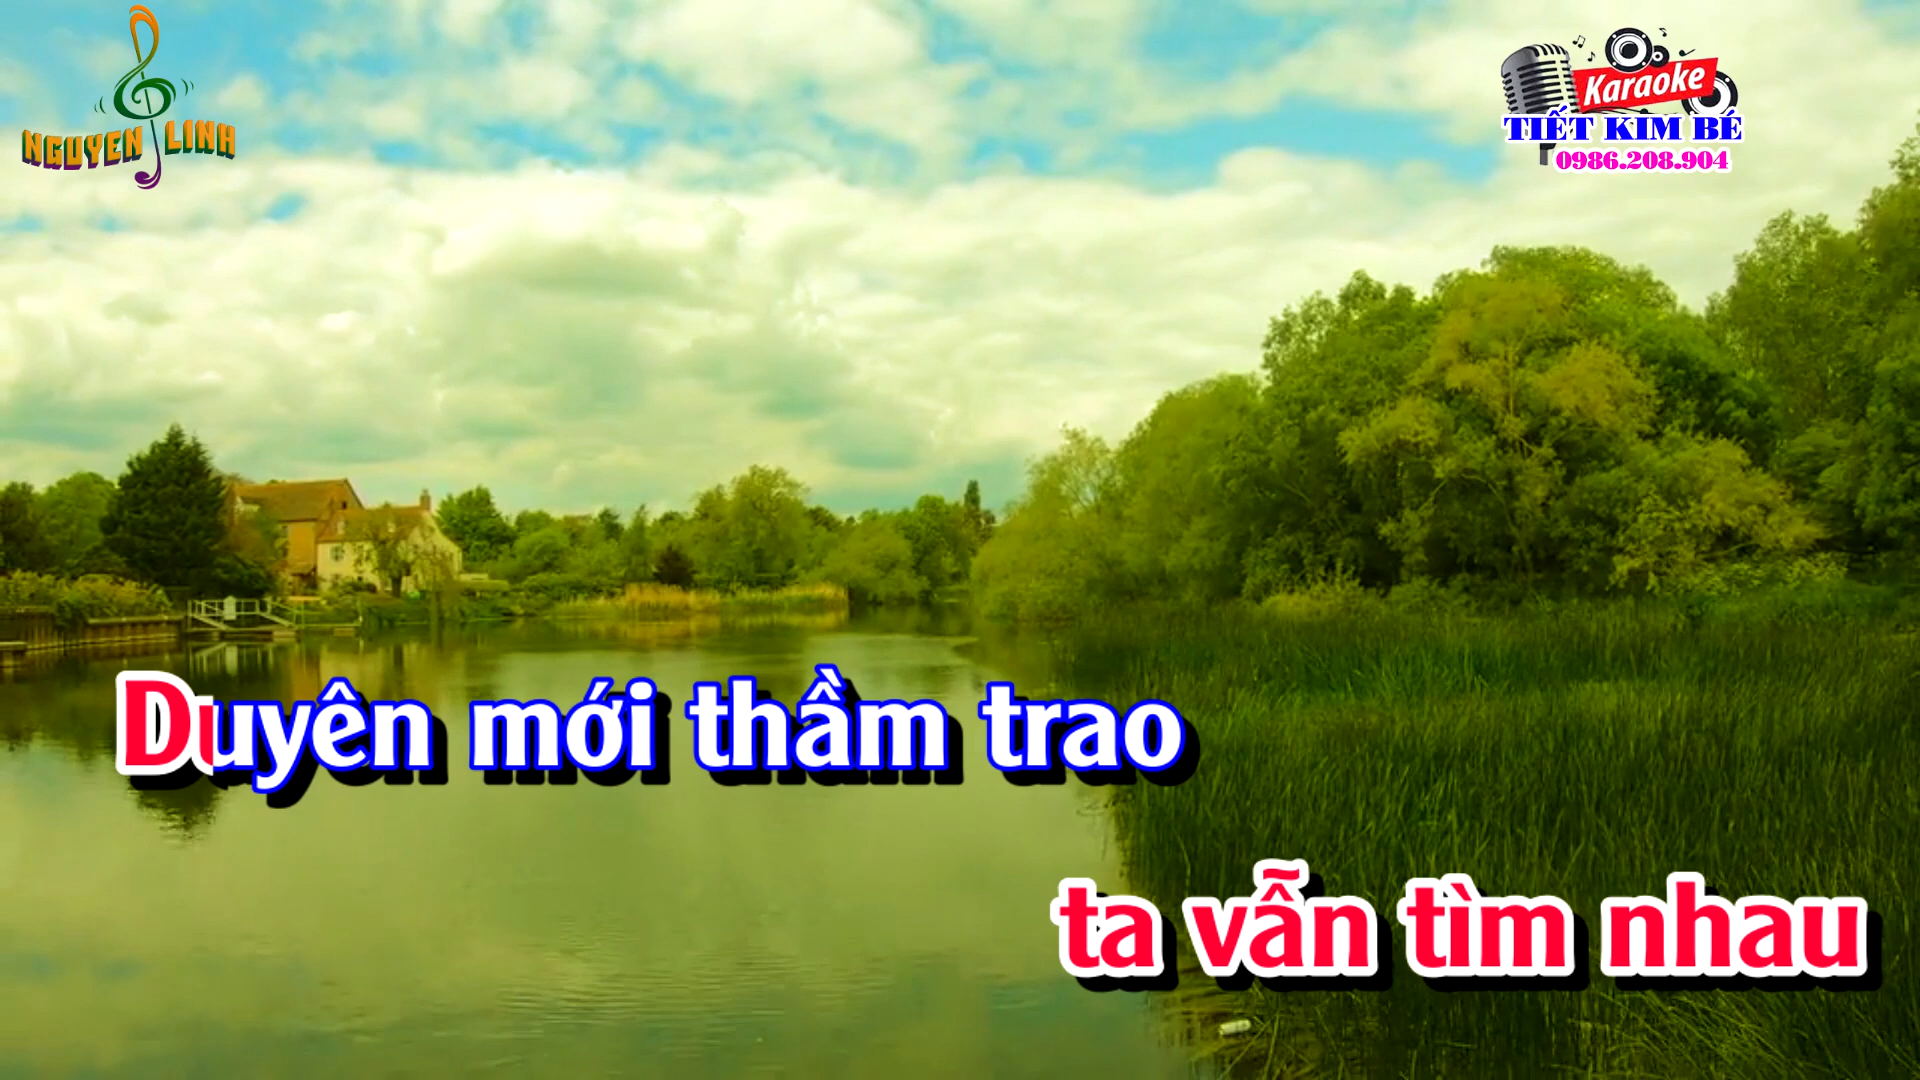 NGUYEN LINH
Karaoke
TIẾT KIM BÉ
0986.208.904
Duyên mới thầm trao
ta vẫn tìm nhau